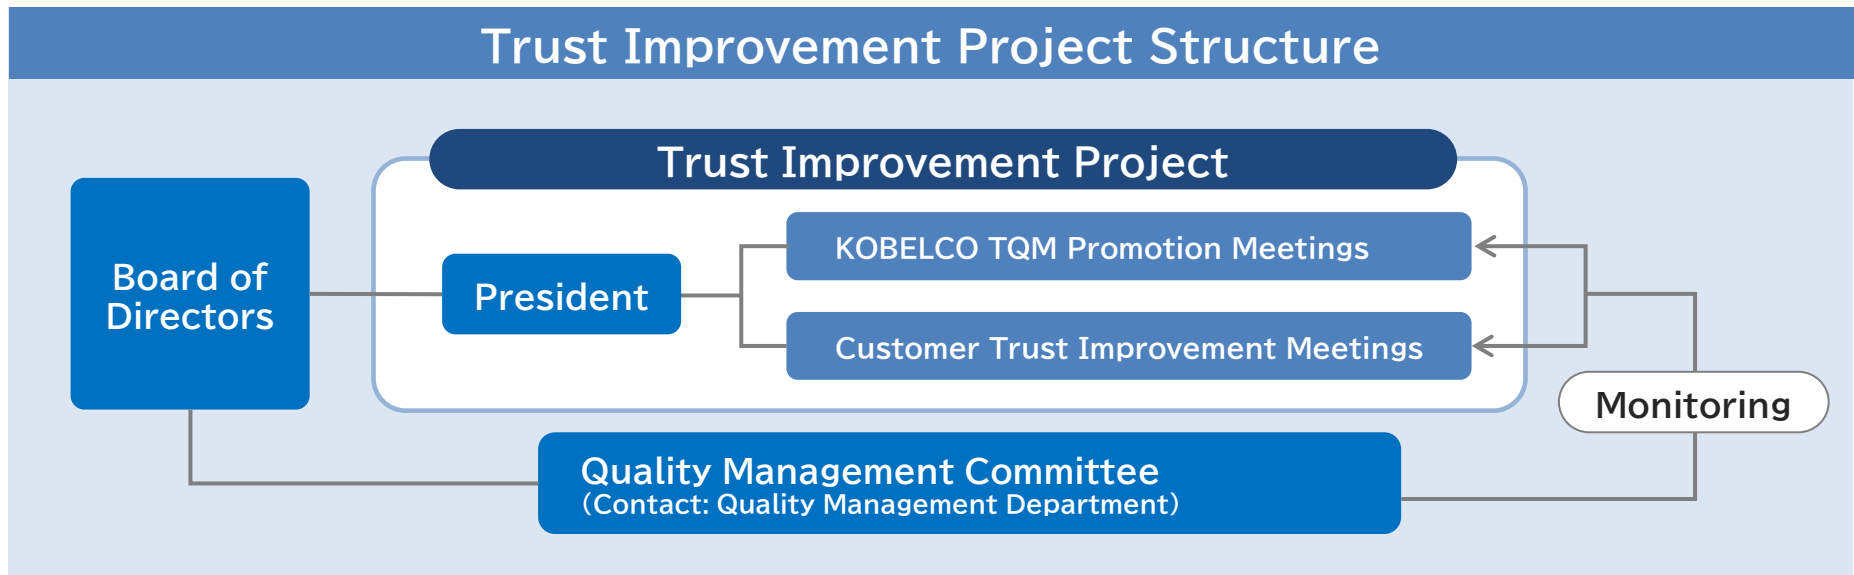 Trust Improvement Project Structure
Trust Improvement Project
Board of
Directors
President
KOBELCO TQM Promotion Meetings
Customer Trust Improvement Meetings
Monitoring
Quality Management Committee
(Contact: Quality Management Department)